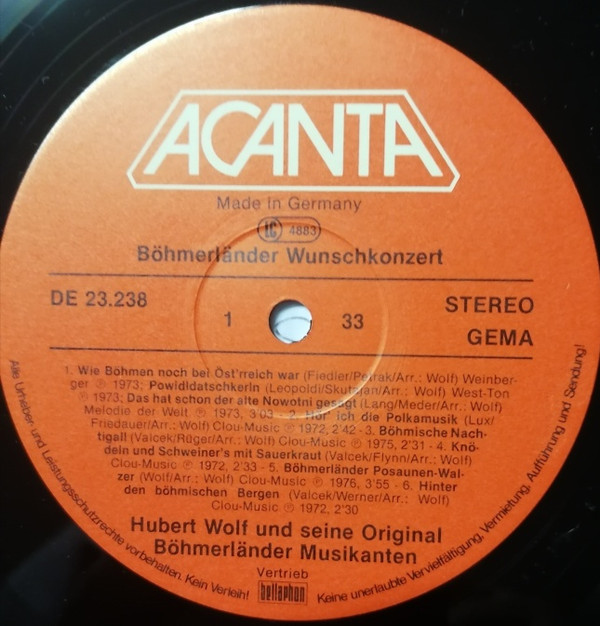 ACANTA
Made in Germany
LC 4883
Böhmerländer Wunschkonzert
DE 23.238
1
33
STEREO
GEMA
1. Wie Böhmen noch bei Öst'rreich war (Fiedler/Petrak/Arr.: Wolf) Weinber-
ger ℗ 1973; Powidldatschkerln (Leopoldi/Skutajan/Arr.: Wolf) West-Ton
℗ 1973; Das hat schon der alte Nowotni gesagt (Lang/Meder/Arr.: Wolf)
Melodie der Welt ℗ 1973, 3'03 - 2. Hör' ich die Polkamusik (Lux/
Friedauer/Arr.: Wolf) Clou-Music ℗ 1972, 2'42 - 3. Böhmische Nach-
tigall (Valcek/Rüger/Arr.: Wolf) Clou-Music ℗ 1975, 2'31 - 4. Knö-
deln und Schweiner's mit Sauerkraut (Valcek/Flynn/Arr.: Wolf)
Clou-Music ℗ 1972, 2'33 - 5. Böhmerländer Posaunen-Wal-
zer (Wolf/Arr.: Wolf) Clou-Music ℗ 1976, 3'55 - 6. Hinter
den böhmischen Bergen (Valcek/Werner/Arr.: Wolf)
Clou-Music ℗ 1972, 2'30
Hubert Wolf und seine Original
Böhmerländer Musikanten
Vertrieb
bellaphon
Alle Urheber- und Leistungsschutzrechte vorbehalten. Kein Verleih! Keine unerlaubte Vervielfältigung, Vermietung, Aufführung und Sendung!